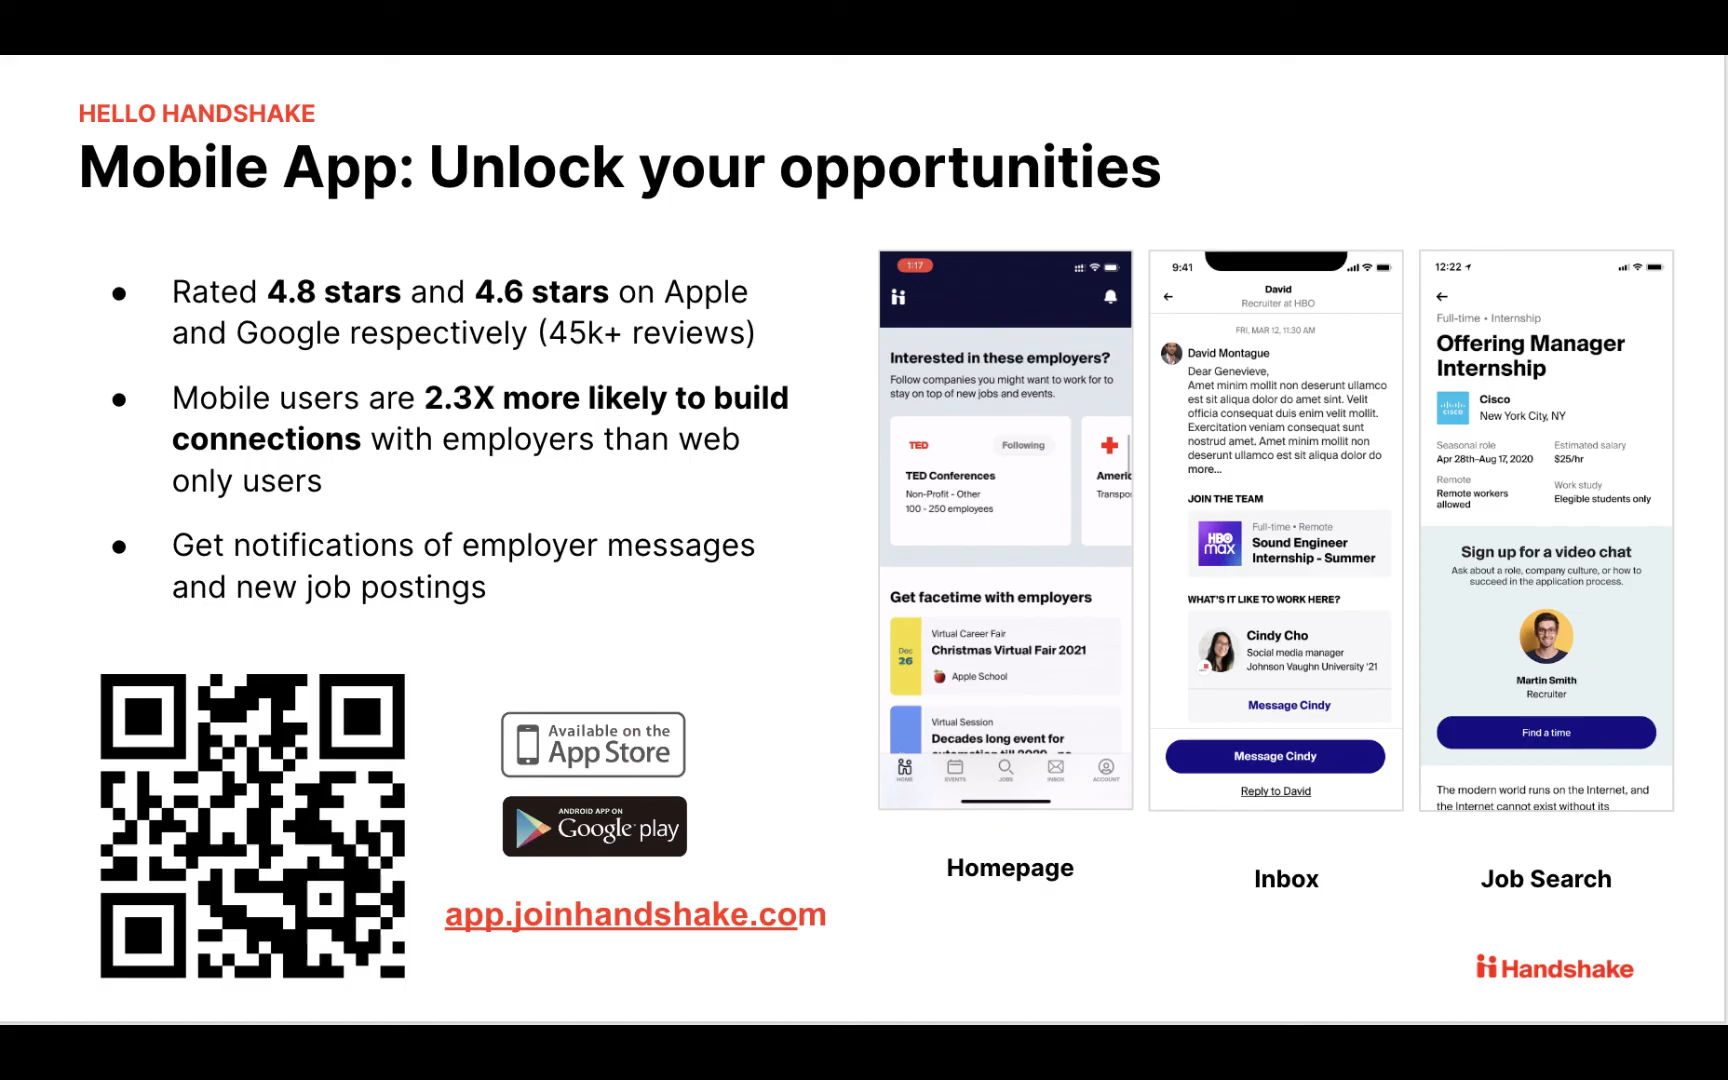 HELLO HANDSHAKE
Mobile App: Unlock your opportunities
● Rated 4.8 stars and 4.6 stars on Apple
and Google respectively (45k+ reviews)
● Mobile users are 2.3X more likely to build
connections with employers than web
only users
● Get notifications of employer messages
and new job postings
Available on the
App Store
ANDROID APP ON
Google play
app.joinhandshake.com
1:17
Interested in these employers?
Follow companies you might want to work for to
stay on top of new jobs and events.
TED
Following
TED Conferences
Non-Profit - Other
100 - 250 employees
Americ
Transpo
Get facetime with employers
Dec
26
Virtual Career Fair
Christmas Virtual Fair 2021
Apple School
Virtual Session
Decades long event for
HOME
EVENTS
JOBS
INBOX
ACCOUNT
Homepage
9:41
David
Recruiter at HBO
FRI, MAR 12, 11:30 AM
David Montague
Dear Genevieve,
Amet minim mollit non deserunt ullamco
est sit aliqua dolor do amet sint. Velit
officia consequat duis enim velit mollit.
Exercitation veniam consequat sunt
nostrud amet. Amet minim mollit non
deserunt ullamco est sit aliqua dolor do
more...
JOIN THE TEAM
HBO
max
Full-time • Remote
Sound Engineer
Internship - Summer
WHAT'S IT LIKE TO WORK HERE?
Cindy Cho
Social media manager
Johnson Vaughn University '21
Message Cindy
Message Cindy
Reply to David
Inbox
12:22
Full-time • Internship
Offering Manager
Internship
CISCO
Cisco
New York City, NY
Seasonal role
Apr 28th-Aug 17, 2020
Estimated salary
$25/hr
Remote
Remote workers
allowed
Work study
Elegible students only
Sign up for a video chat
Ask about a role, company culture, or how to
succeed in the application process.
Martin Smith
Recruiter
Find a time
The modern world runs on the Internet, and
the Internet cannot exist without its
Job Search
Handshake